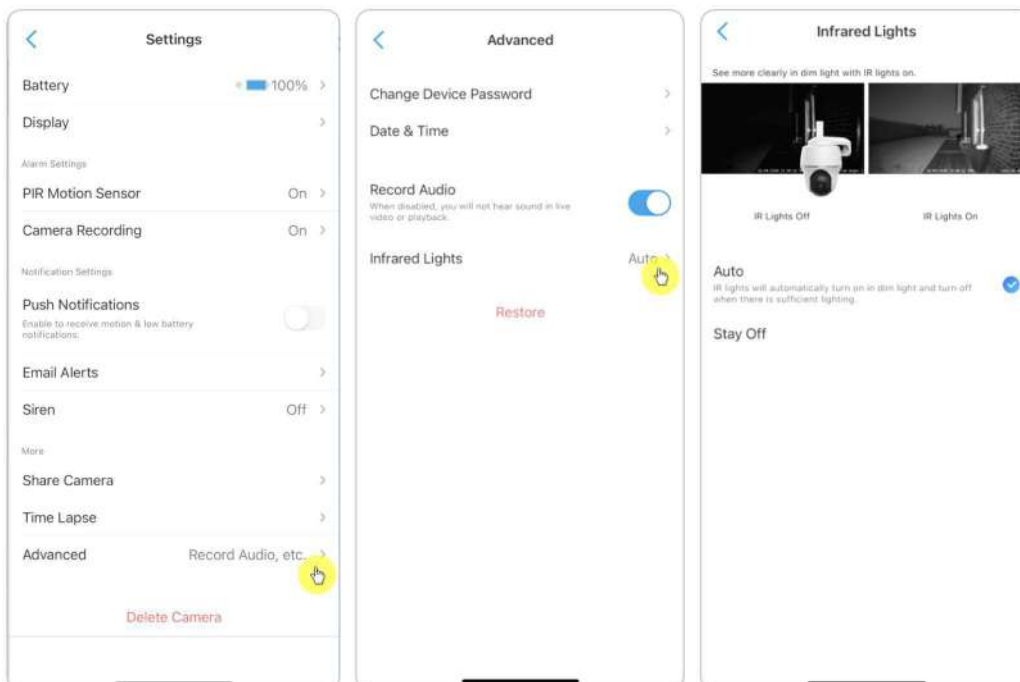 Settings
Battery
100%
Display
Alarm Settings
PIR Motion Sensor
On
Camera Recording
On
Notification Settings
Push Notifications
Enable to receive motion & low battery
notifications.
Email Alerts
Siren
Off
More
Share Camera
Time Lapse
Advanced
Record Audio, etc.
Delete Camera
Advanced
Change Device Password
Date & Time
Record Audio
When disabled, you will not hear sound in live
video or playback.
Infrared Lights
Auto
Restore
Infrared Lights
See more clearly in dim light with IR lights on.
IR Lights Off
IR Lights On
Auto
IR lights will automatically turn on in dim light and turn off
when there is sufficient lighting.
Stay Off